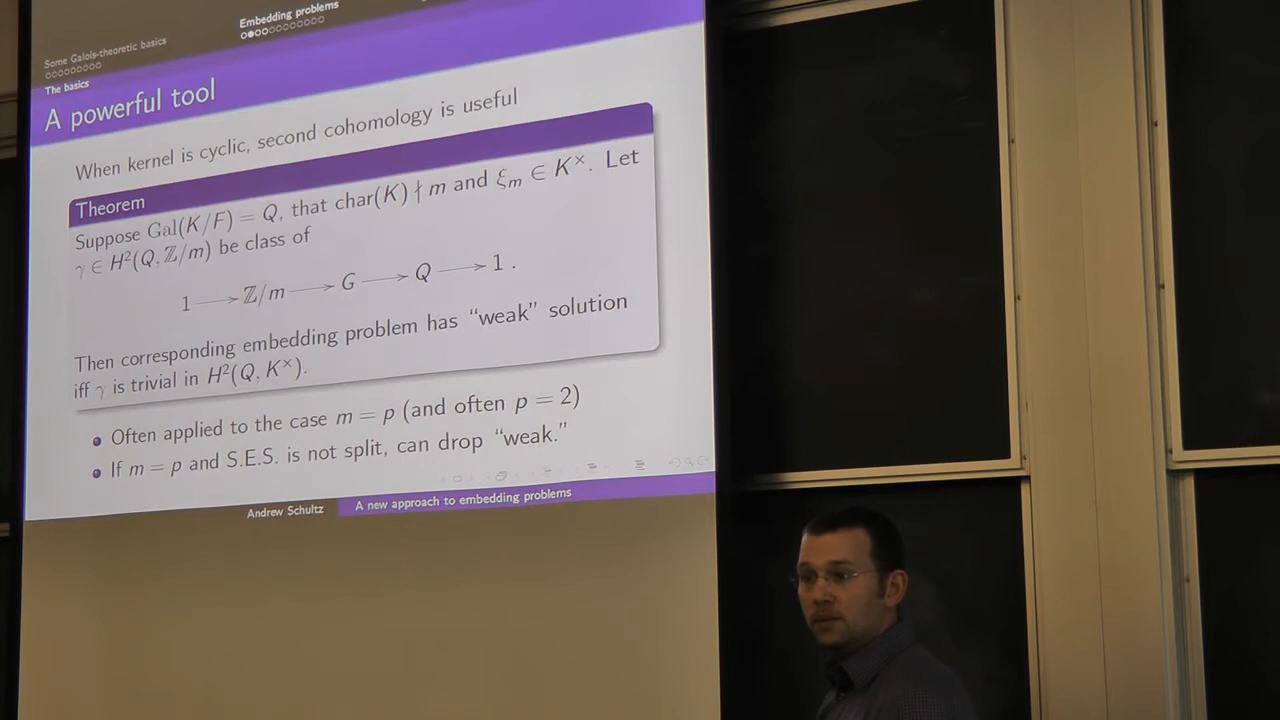 Embedding problems
Some Galois-theoretic basics
The basics
A powerful tool
When kernel is cyclic, second cohomology is useful
Theorem
Suppose Gal(K/F) = Q, that char(K) ∤ m and ξₘ ∈ K×. Let
γ ∈ H²(Q, ℤ/m) be class of
1 → ℤ/m → G → Q → 1 .
Then corresponding embedding problem has “weak” solution
iff γ is trivial in H²(Q, K×).
• Often applied to the case m = p (and often p = 2)
• If m = p and S.E.S. is not split, can drop “weak.”
Andrew Schultz
A new approach to embedding problems